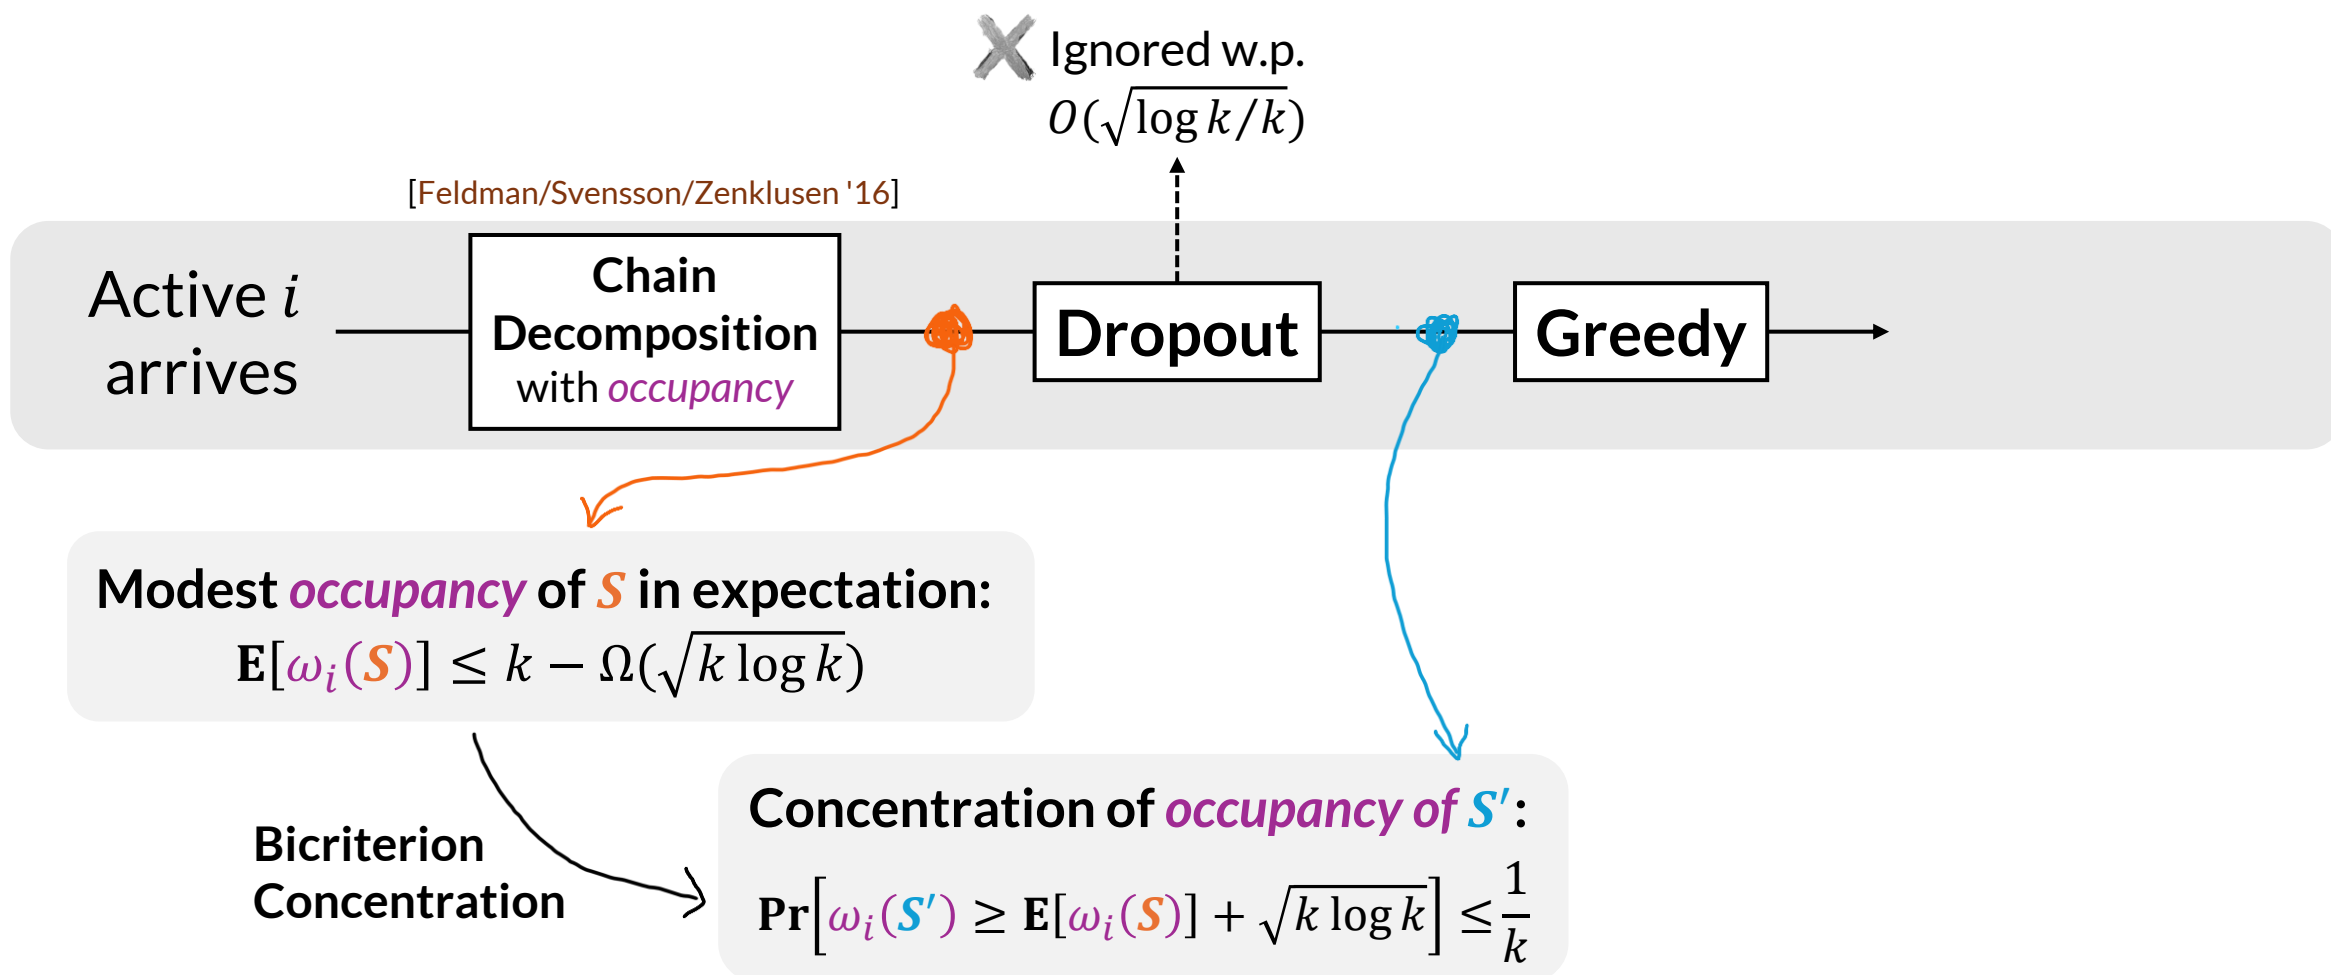 Ignored w.p.
O(√log k/k)
[Feldman/Svensson/Zenklusen '16]
Active i
arrives
Chain
Decomposition
with occupancy
Dropout
Greedy
Modest occupancy of S in expectation:
E[ω_i(S)] ≤ k − Ω(√k log k)
Bicriterion
Concentration
Concentration of occupancy of S′:
Pr[ω_i(S′) ≥ E[ω_i(S)] + √k log k] ≤ 1/k